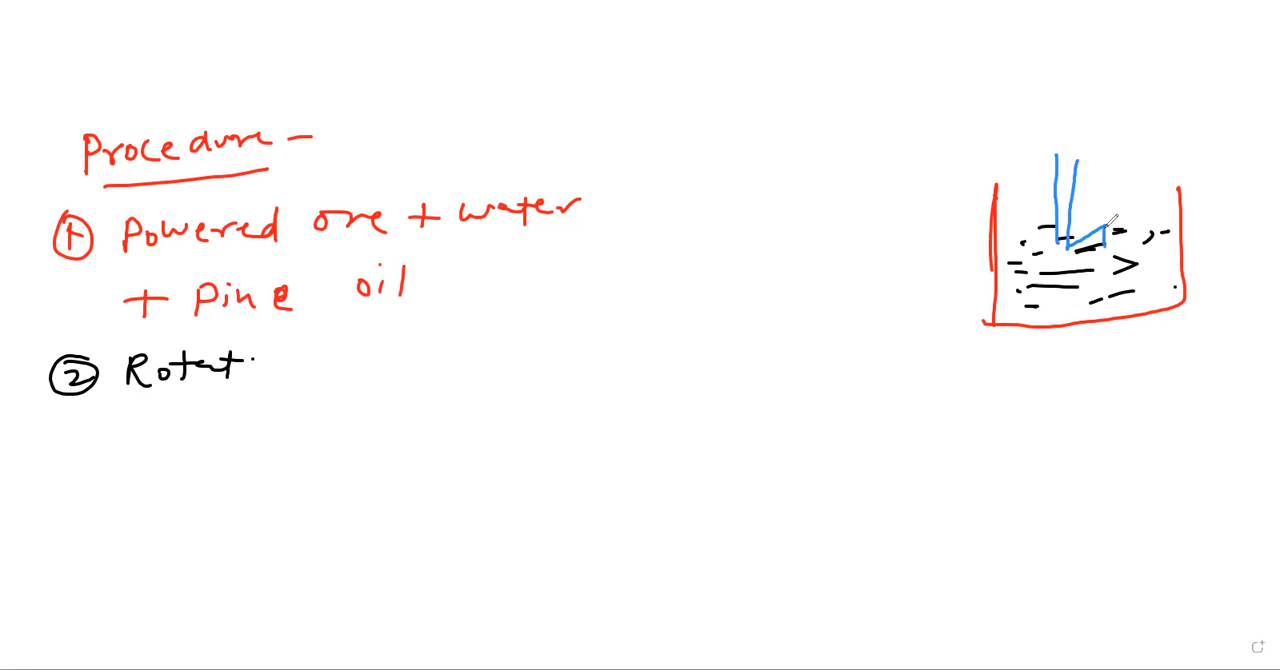 Procedure -
① Powered ore + water
+ Pine oil
② Rotat